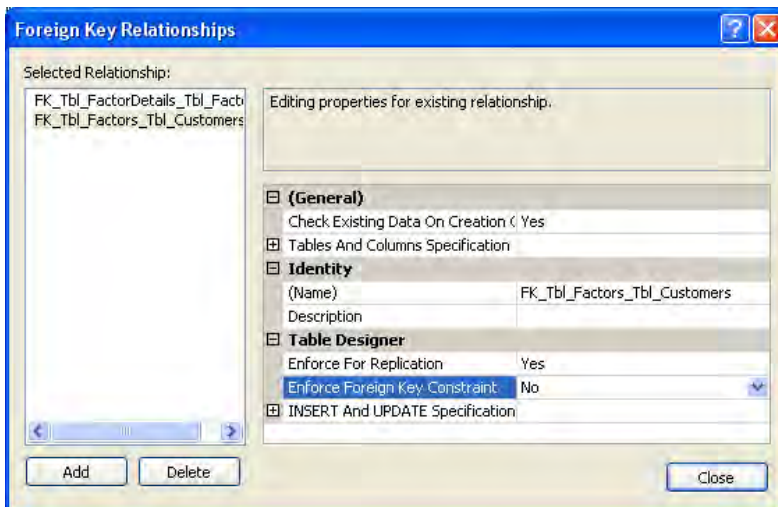 Foreign Key Relationships
Selected Relationship:
FK_Tbl_FactorDetails_Tbl_Facto
FK_Tbl_Factors_Tbl_Customers
Editing properties for existing relationship.
(General)
Check Existing Data On Creation ( Yes
Tables And Columns Specification
Identity
(Name) FK_Tbl_Factors_Tbl_Customers
Description
Table Designer
Enforce For Replication Yes
Enforce Foreign Key Constraint No
INSERT And UPDATE Specification
Add Delete
Close